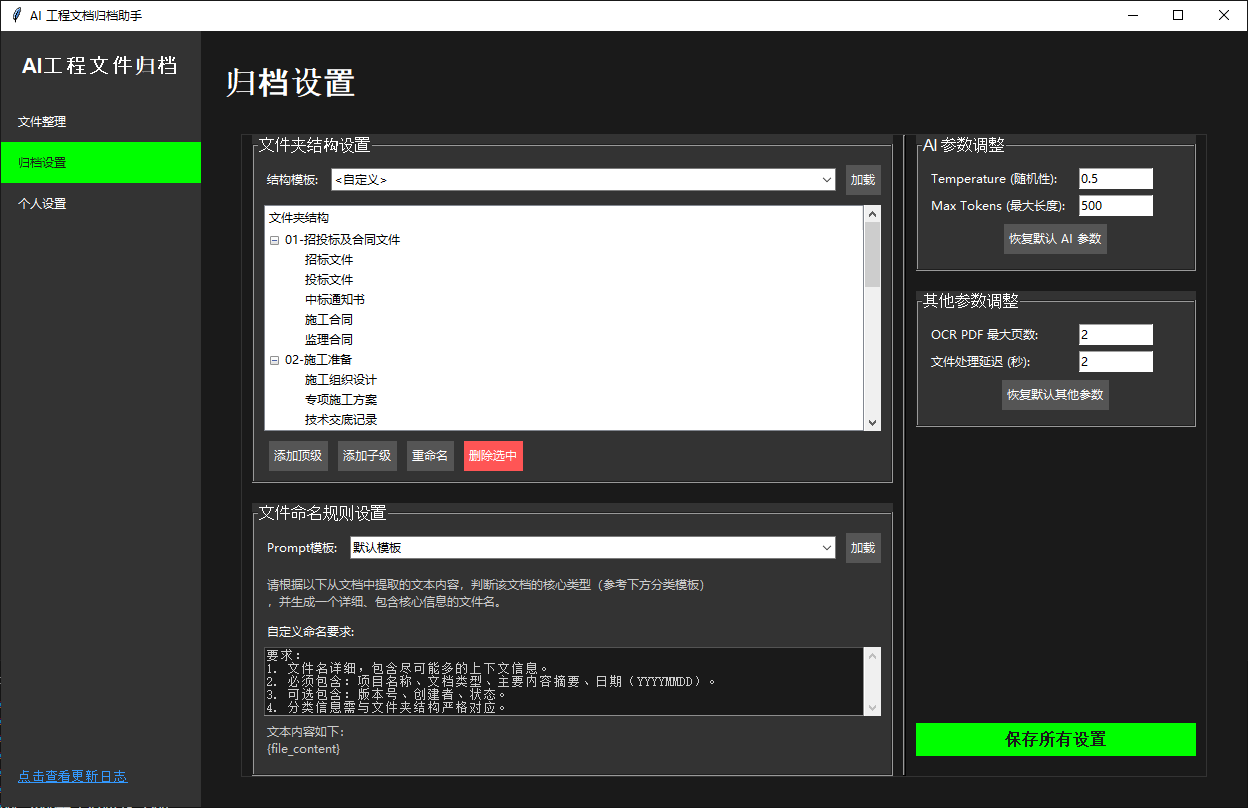 AI 工程文档归档助手
AI工程文件归档
文件整理
归档设置
个人设置
点击查看更新日志
归档设置
文件夹结构设置
结构模板:
<自定义>
加载
文件夹结构
01-招投标及合同文件
招标文件
投标文件
中标通知书
施工合同
监理合同
02-施工准备
施工组织设计
专项施工方案
技术交底记录
添加顶级
添加子级
重命名
删除选中
文件命名规则设置
Prompt模板:
默认模板
加载
请根据以下从文档中提取的文本内容，判断该文档的核心类型（参考下方分类模板）
，并生成一个详细、包含核心信息的文件名。
自定义命名要求:
要求：
1. 文件名详细，包含尽可能多的上下文信息。
2. 必须包含：项目名称、文档类型、主要内容摘要、日期（YYYYMMDD）。
3. 可选包含：版本号、创建者、状态。
4. 分类信息需与文件夹结构严格对应。
文本内容如下:
{file_content}
AI 参数调整
Temperature (随机性):
0.5
Max Tokens (最大长度):
500
恢复默认 AI 参数
其他参数调整
OCR PDF 最大页数:
2
文件处理延迟 (秒):
2
恢复默认其他参数
保存所有设置